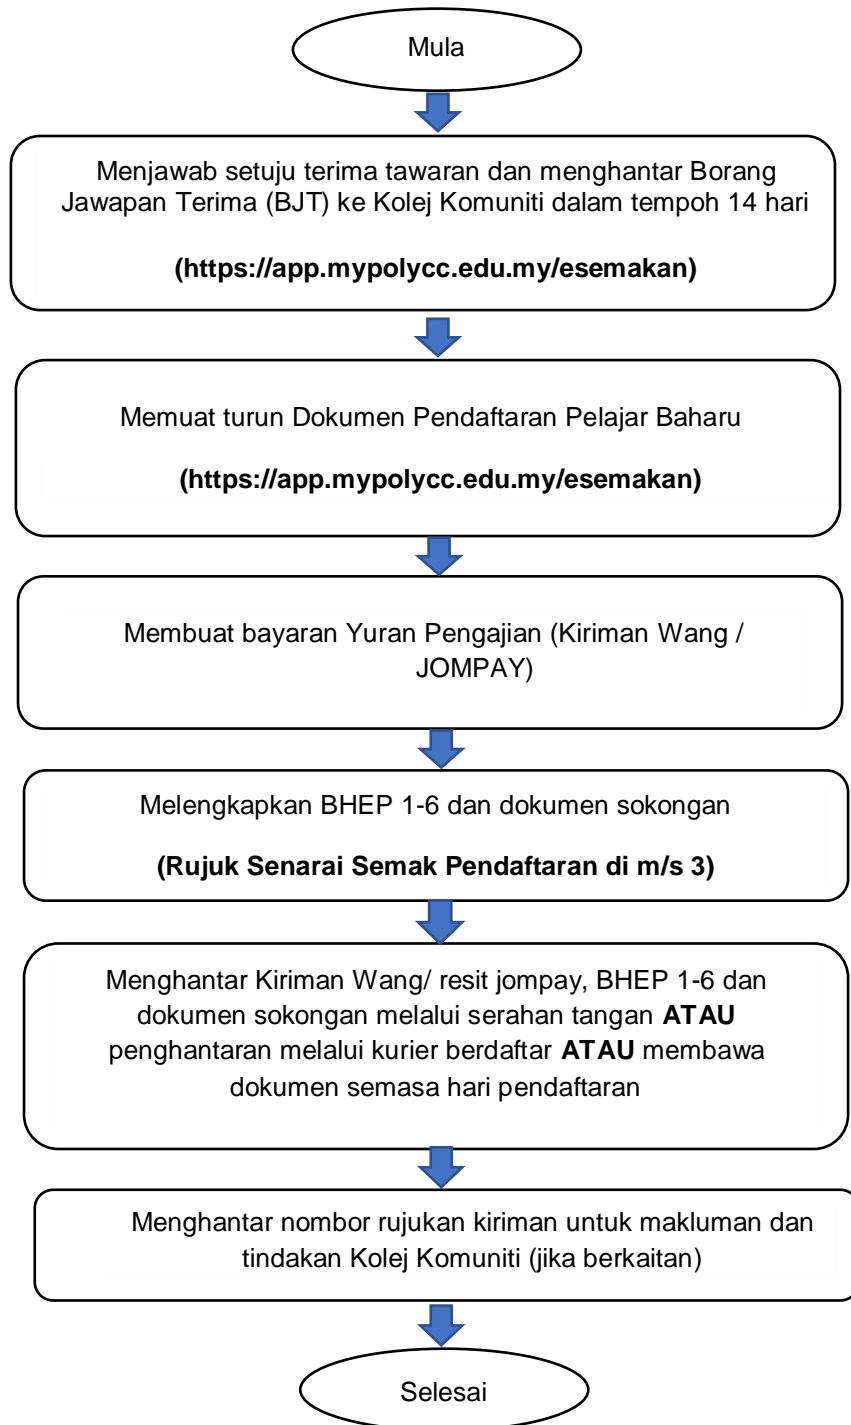 Mula
Menjawab setuju terima tawaran dan menghantar Borang
Jawapan Terima (BJT) ke Kolej Komuniti dalam tempoh 14 hari
(https://app.mypolycc.edu.my/esemakan)
Memuat turun Dokumen Pendaftaran Pelajar Baharu
(https://app.mypolycc.edu.my/esemakan)
Membuat bayaran Yuran Pengajian (Kiriman Wang /
JOMPAY)
Melengkapkan BHEP 1-6 dan dokumen sokongan
(Rujuk Senarai Semak Pendaftaran di m/s 3)
Menghantar Kiriman Wang/ resit jompay, BHEP 1-6 dan
dokumen sokongan melalui serahan tangan ATAU
penghantaran melalui kurier berdaftar ATAU membawa
dokumen semasa hari pendaftaran
Menghantar nombor rujukan kiriman untuk makluman dan
tindakan Kolej Komuniti (jika berkaitan)
Selesai